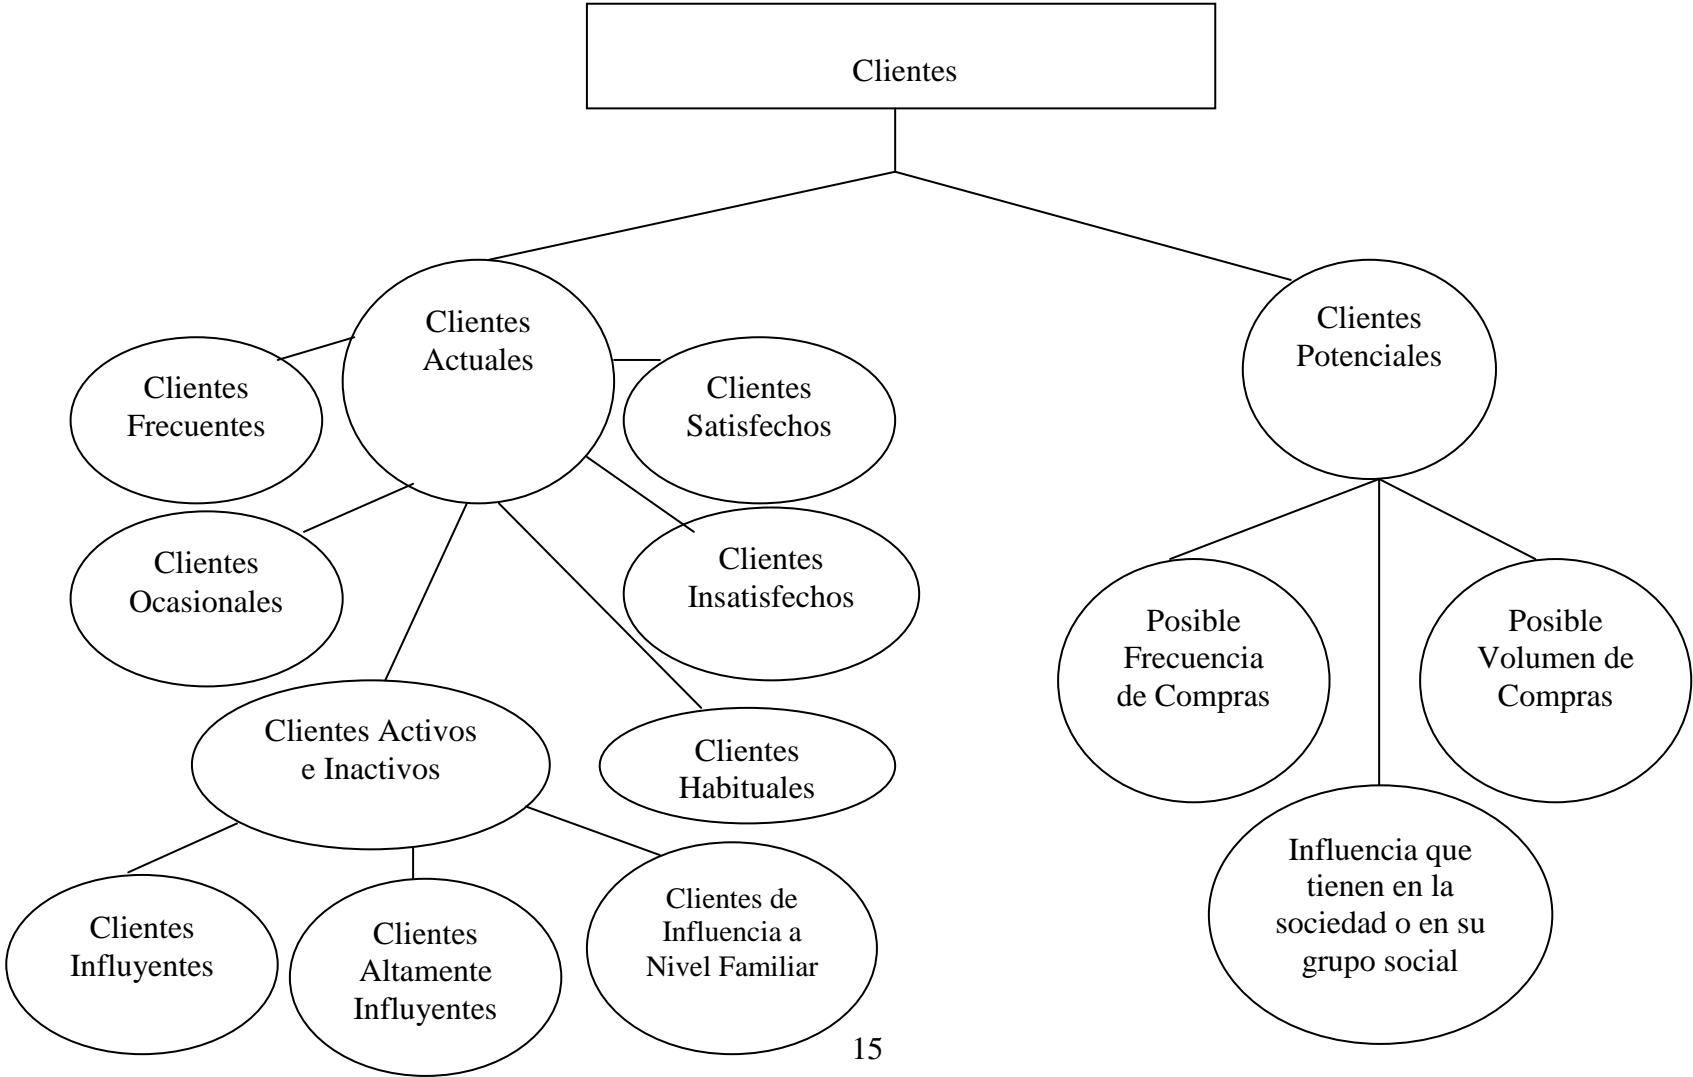 Clientes
Clientes
Actuales
Clientes
Potenciales
Clientes
Frecuentes
Clientes
Satisfechos
Clientes
Ocasionales
Clientes
Insatisfechos
Posible
Frecuencia
de Compras
Posible
Volumen de
Compras
Clientes Activos
e Inactivos
Clientes
Habituales
Influencia que
tienen en la
sociedad o en su
grupo social
Clientes
Influyentes
Clientes
Altamente
Influyentes
Clientes de
Influencia a
Nivel Familiar
15